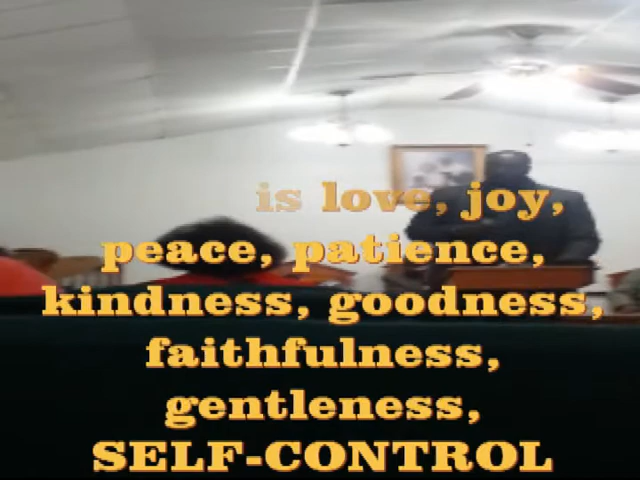 is love, joy,
peace, patience,
kindness, goodness,
faithfulness,
gentleness,
SELF-CONTROL